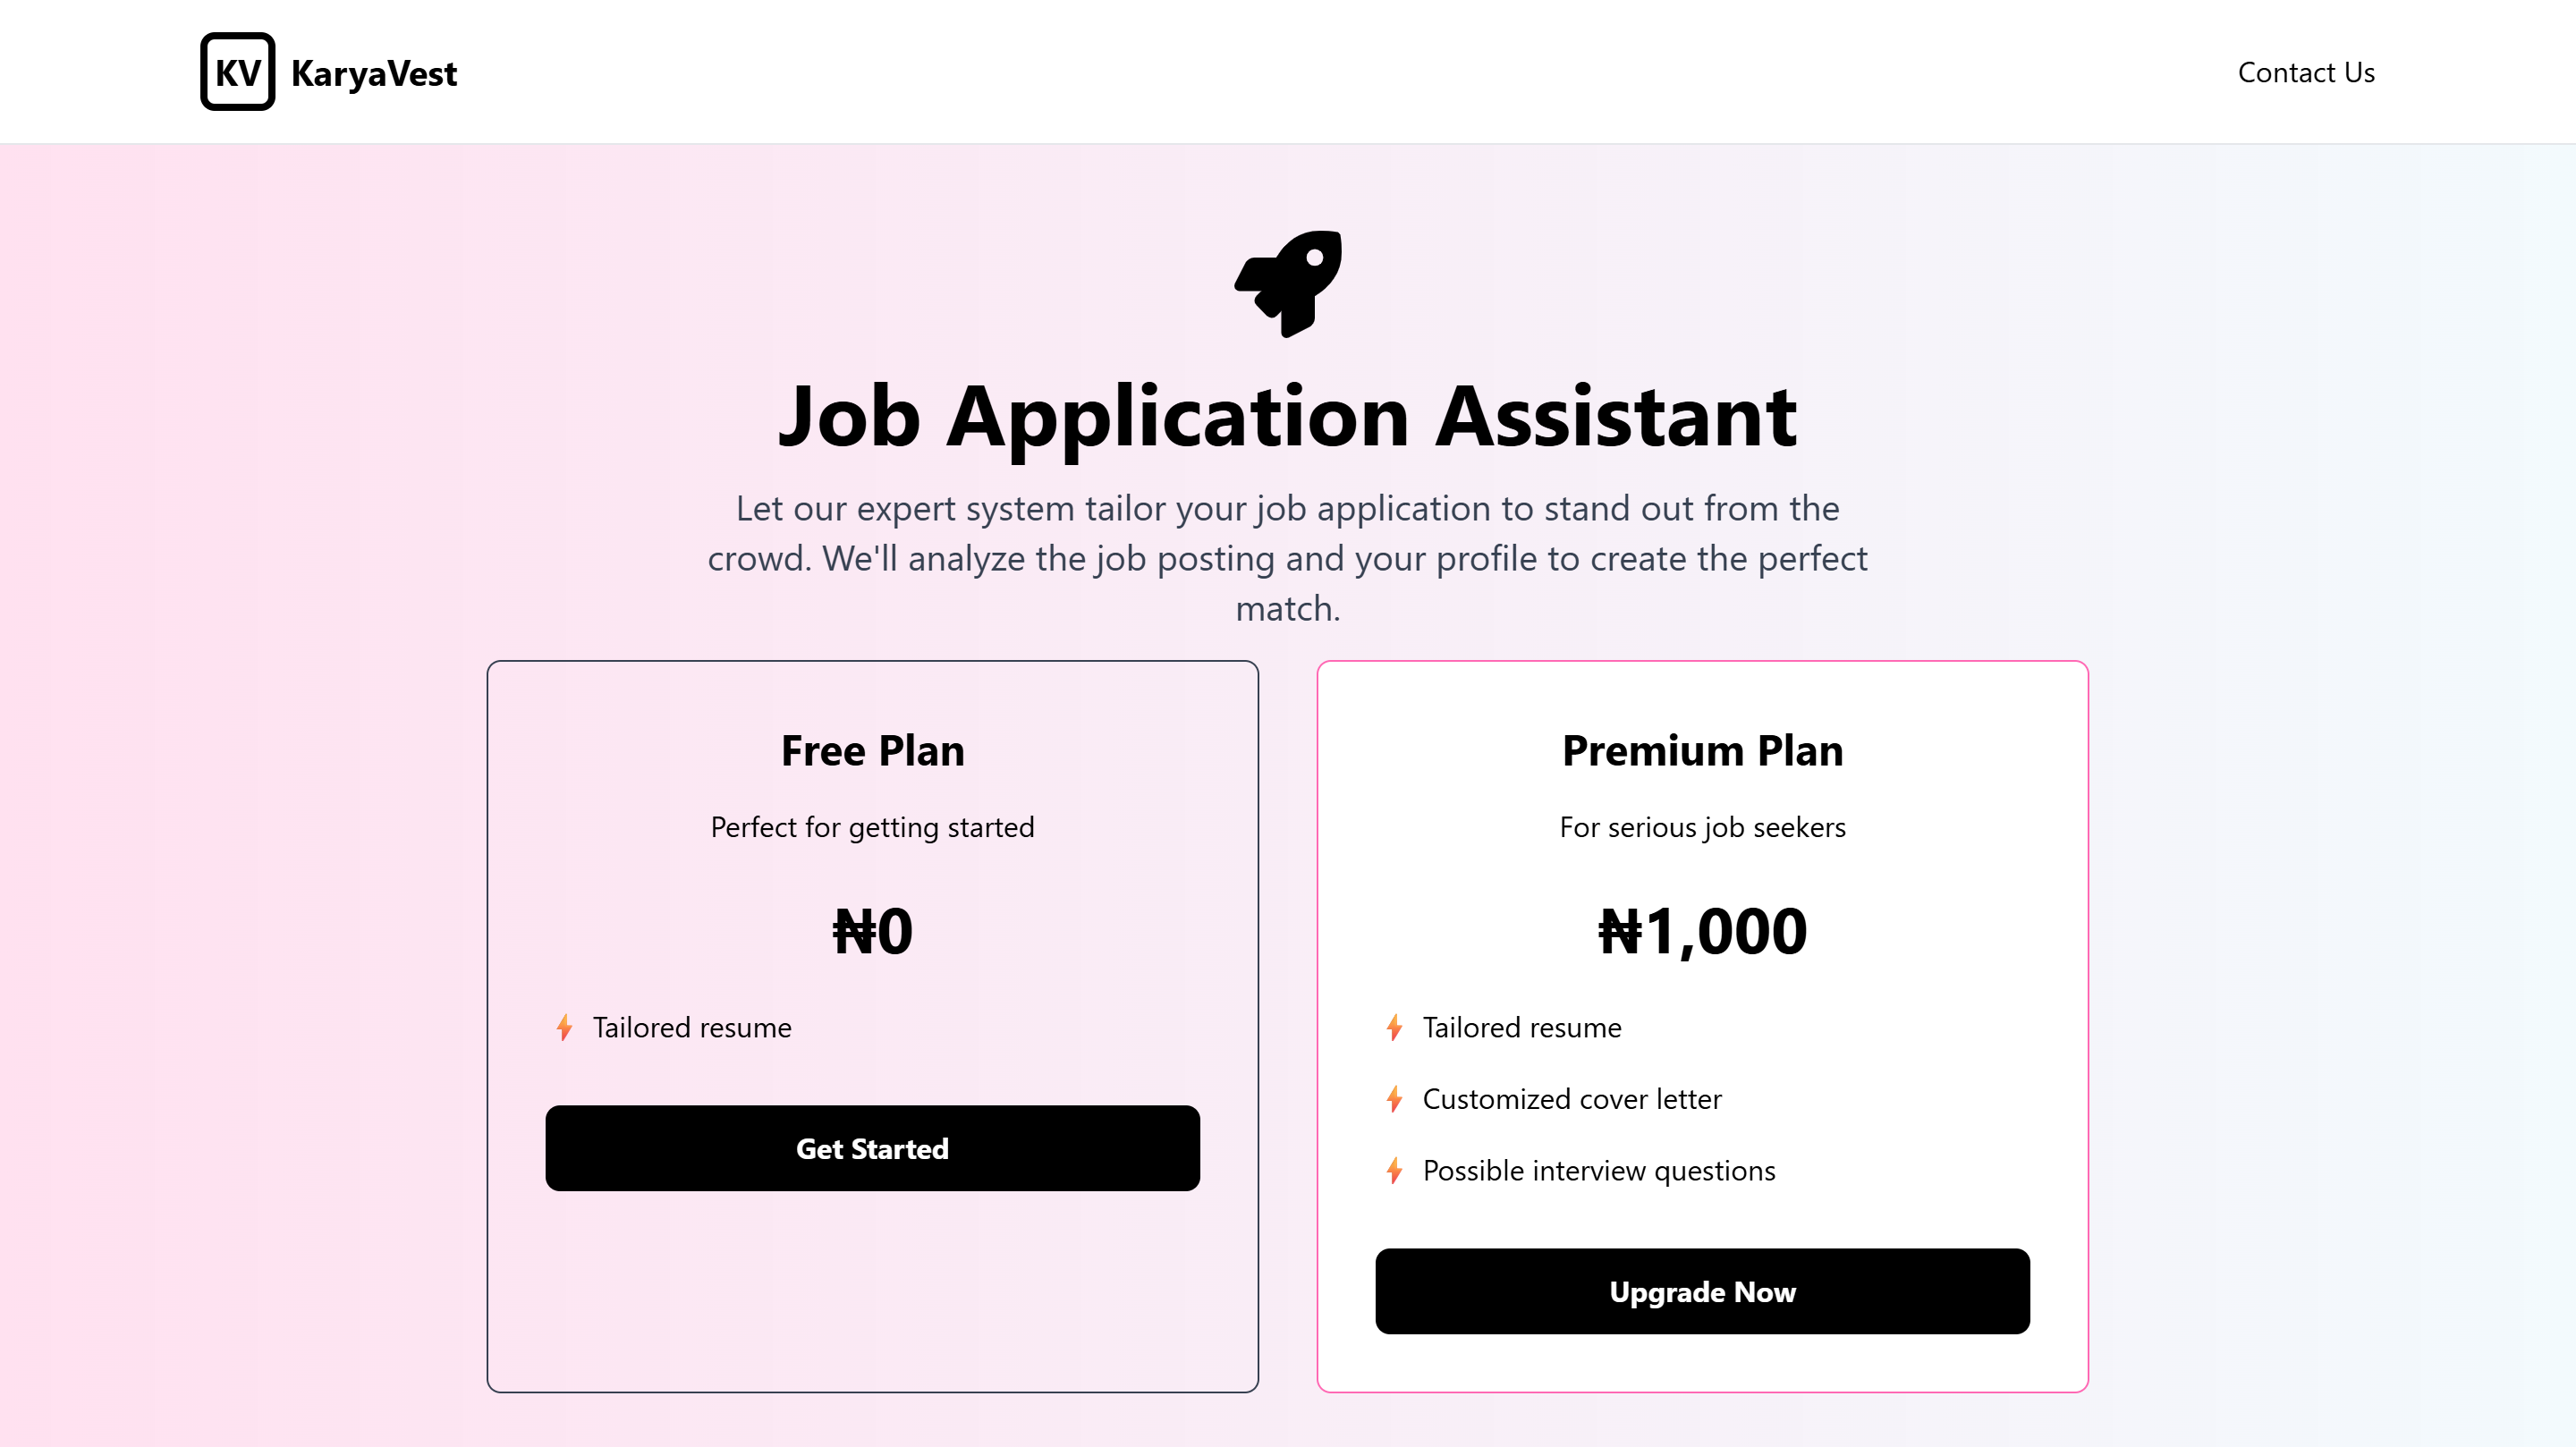 KV KaryaVest
Contact Us
Job Application Assistant
Let our expert system tailor your job application to stand out from the
crowd. We'll analyze the job posting and your profile to create the perfect
match.
Free Plan
Perfect for getting started
₦0
Tailored resume
Get Started
Premium Plan
For serious job seekers
₦1,000
Tailored resume
Customized cover letter
Possible interview questions
Upgrade Now